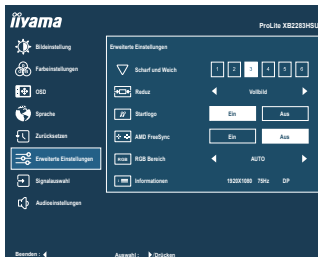 iiyama
ProLite XB2283HSU
Bildeinstellung
Farbeinstellungen
OSD
Sprache
Zurücksetzen
Erweiterte Einstellungen
Signalauswahl
Audioeinstellungen
Erweiterte Einstellungen
Scharf und Weich 1 2 3 4 5 6
Reduz Vollbild
Startlogo Ein Aus
AMD FreeSync Ein Aus
RGB RGB Bereich AUTO
Informationen 1920X1080 75Hz DP
Beenden : Auswahl : Drücken